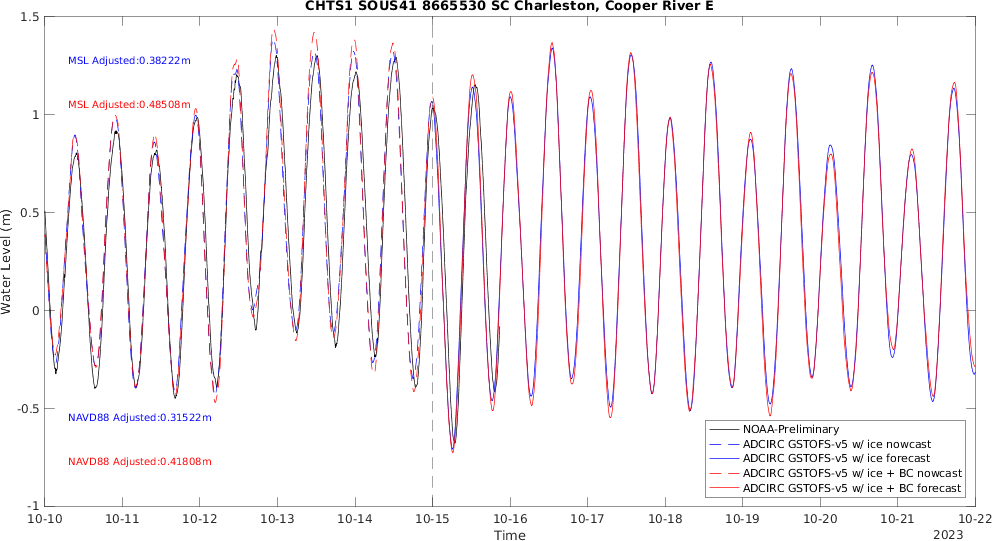 CHTS1 SOUS41 8665530 SC Charleston, Cooper River E
1.5
1
0.5
0
-0.5
-1
Water Level (m)
MSL Adjusted:0.38222m
MSL Adjusted:0.48508m
NAVD88 Adjusted:0.31522m
NAVD88 Adjusted:0.41808m
NOAA-Preliminary
ADCIRC GSTOFS-v5 w/ ice nowcast
ADCIRC GSTOFS-v5 w/ ice forecast
ADCIRC GSTOFS-v5 w/ ice + BC nowcast
ADCIRC GSTOFS-v5 w/ ice + BC forecast
10-10 10-11 10-12 10-13 10-14 10-15 10-16 10-17 10-18 10-19 10-20 10-21 10-22
Time
2023